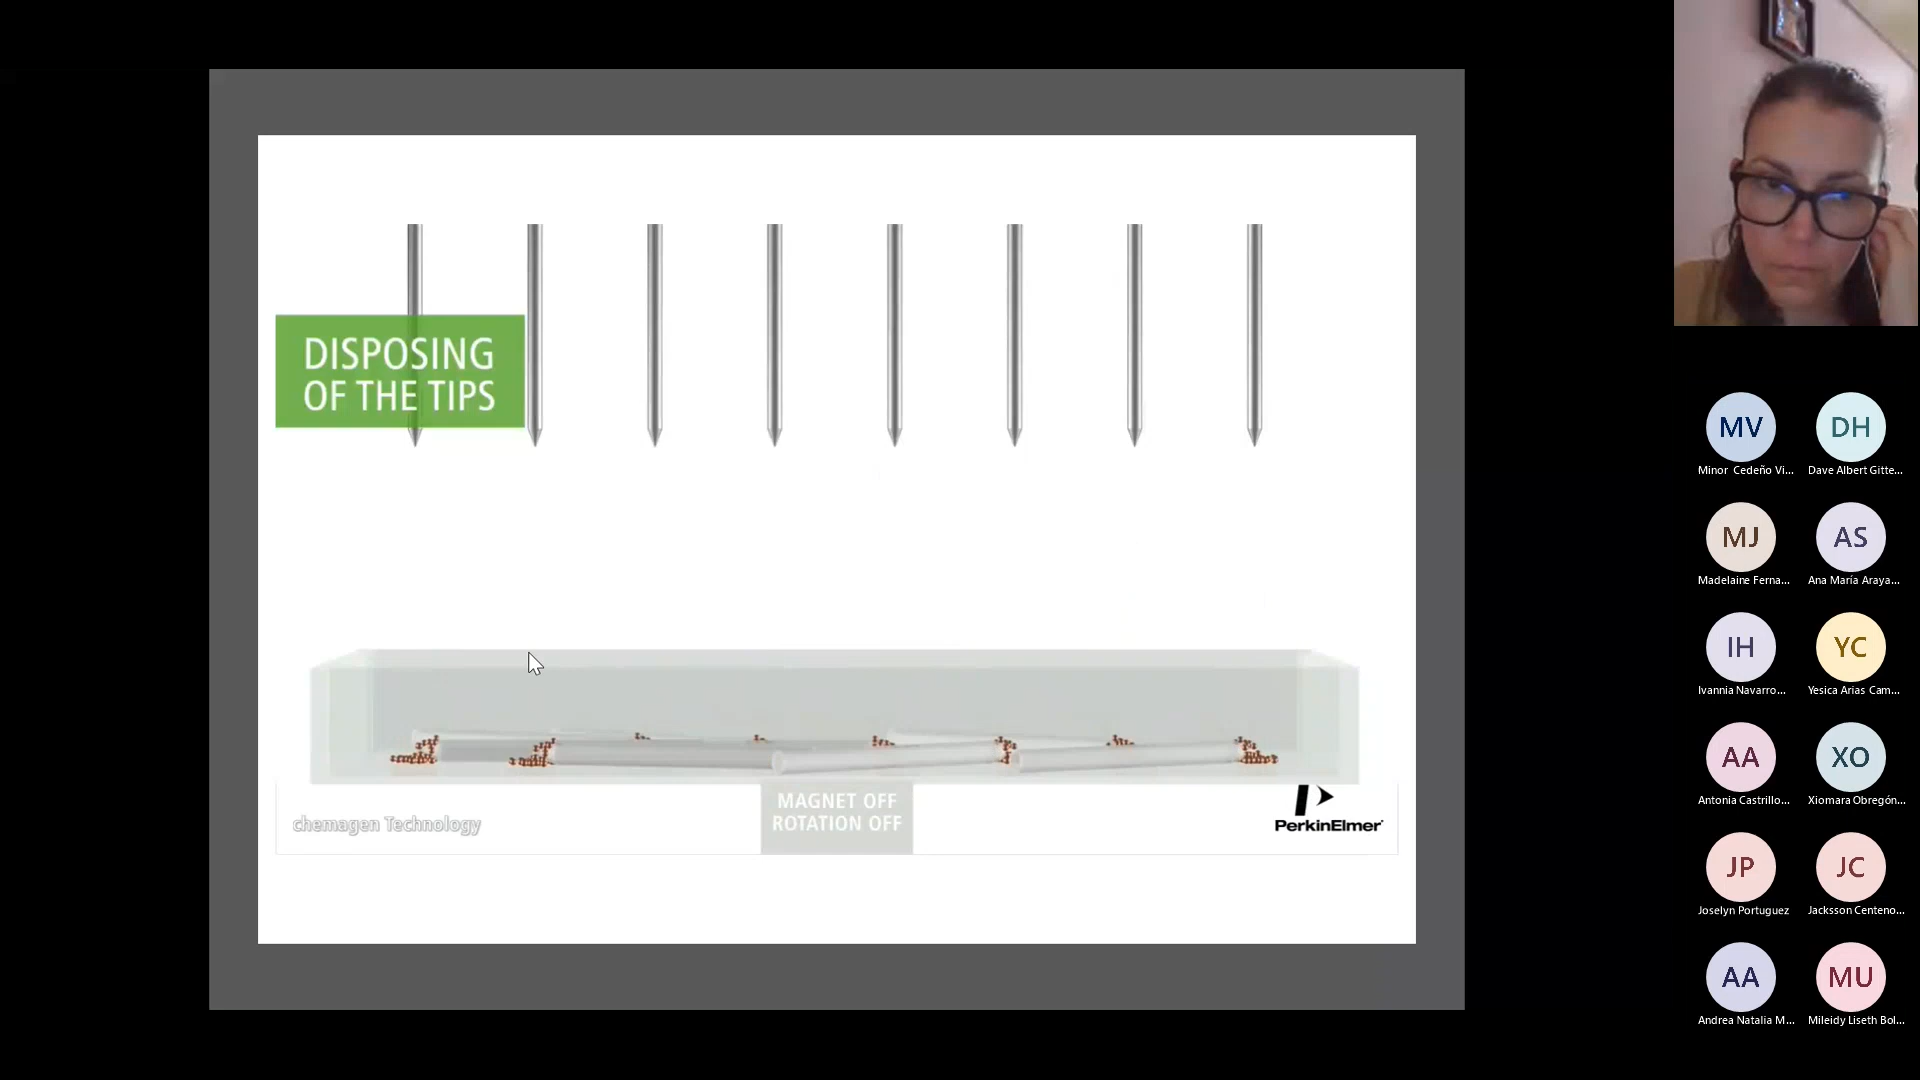 DISPOSING
OF THE TIPS
MAGNET OFF
ROTATION OFF
chemagen Technology
PerkinElmer
MV
DH
Minor Cedeño Vi...
Dave Albert Gitte...
MJ
AS
Madelaine Ferna...
Ana María Araya...
IH
YC
Ivannia Navarro...
Yesica Arias Cam...
AA
XO
Antonia Castrillo...
Xiomara Obregón...
JP
JC
Joselyn Portuguez
Jacksson Centeno...
AA
MU
Andrea Natalia M...
Mileidy Liseth Bol...